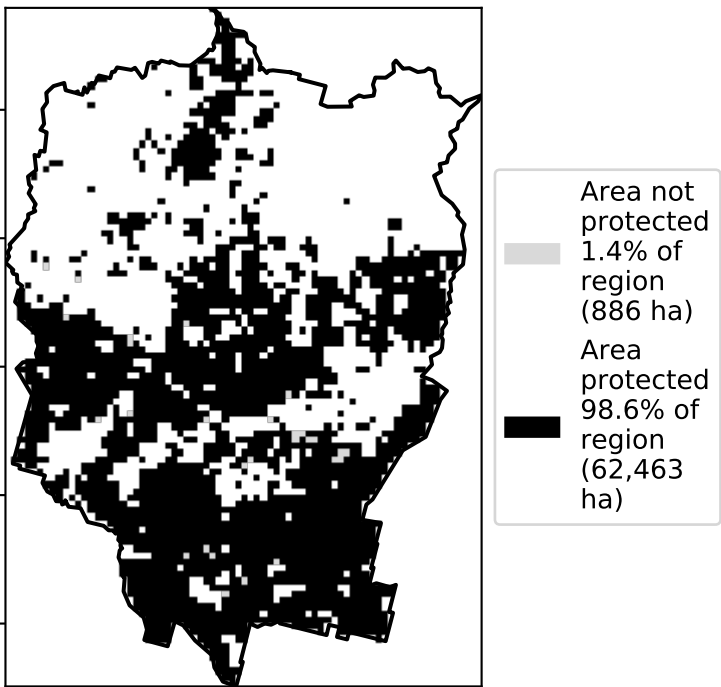 Area not
protected
1.4% of
region
(886 ha)
Area
protected
98.6% of
region
(62,463
ha)